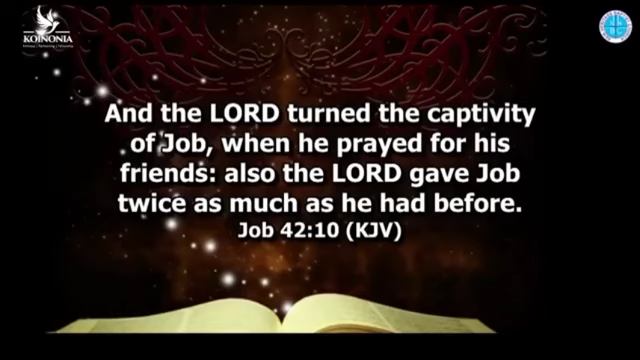 KOINONIA
And the LORD turned the captivity
of Job, when he prayed for his
friends: also the LORD gave Job
twice as much as he had before.
Job 42:10 (KJV)